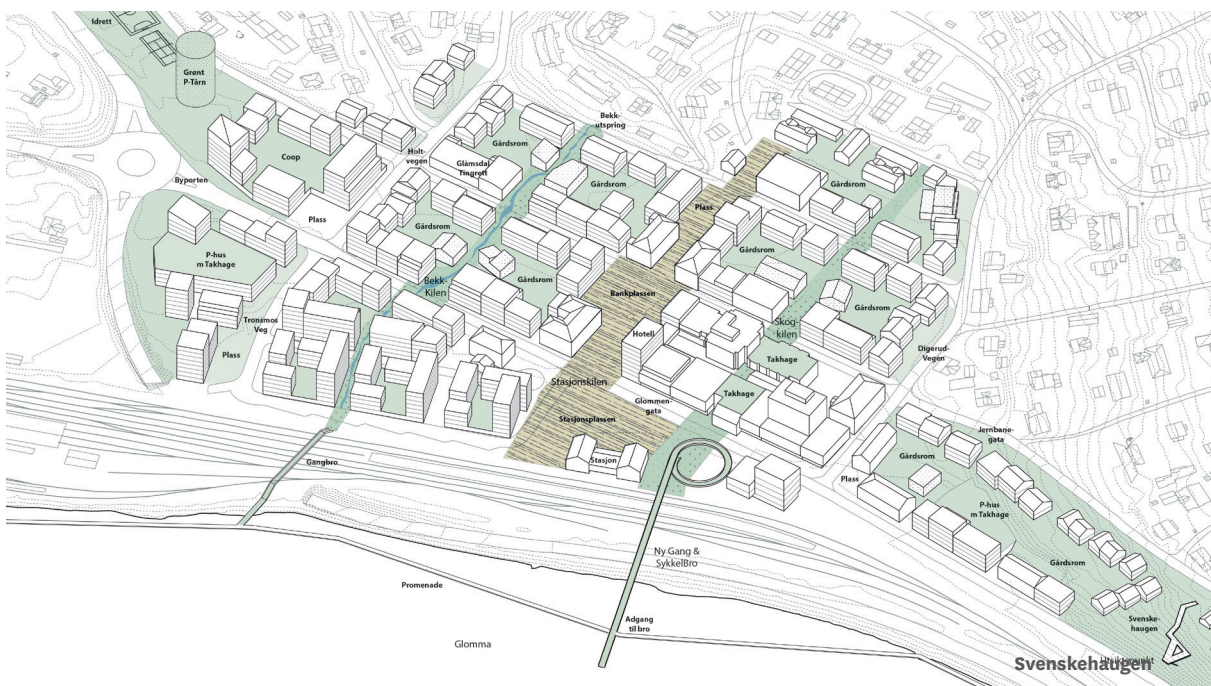 Idrett
Grønt
P-Tårn
Coop
Holt-
vegen
Byporten
Plass
Gårdsrom
Glåmsdal
Tingrett
Bekk-
utspring
Gårdsrom
Gårdsrom
Plass
Gårdsrom
Gårdsrom
P-hus
m Takhage
Gårdsrom
Bekk-
Kilen
Gårdsrom
Bankplassen
Gårdsrom
Tronsmos
Veg
Plass
Hotell
Skog-
kilen
Takhage
Digerud-
Vegen
Stasjonskilen
Takhage
Glommen-
gata
Stasjonsplassen
Stasjon
Jernbane-
gata
Gårdsrom
Plass
Gangbro
P-hus
m Takhage
Ny Gang &
SykkelBro
Gårdsrom
Promenade
Adgang
til bro
Svenske-
haugen
Glomma
Svenskehaugen